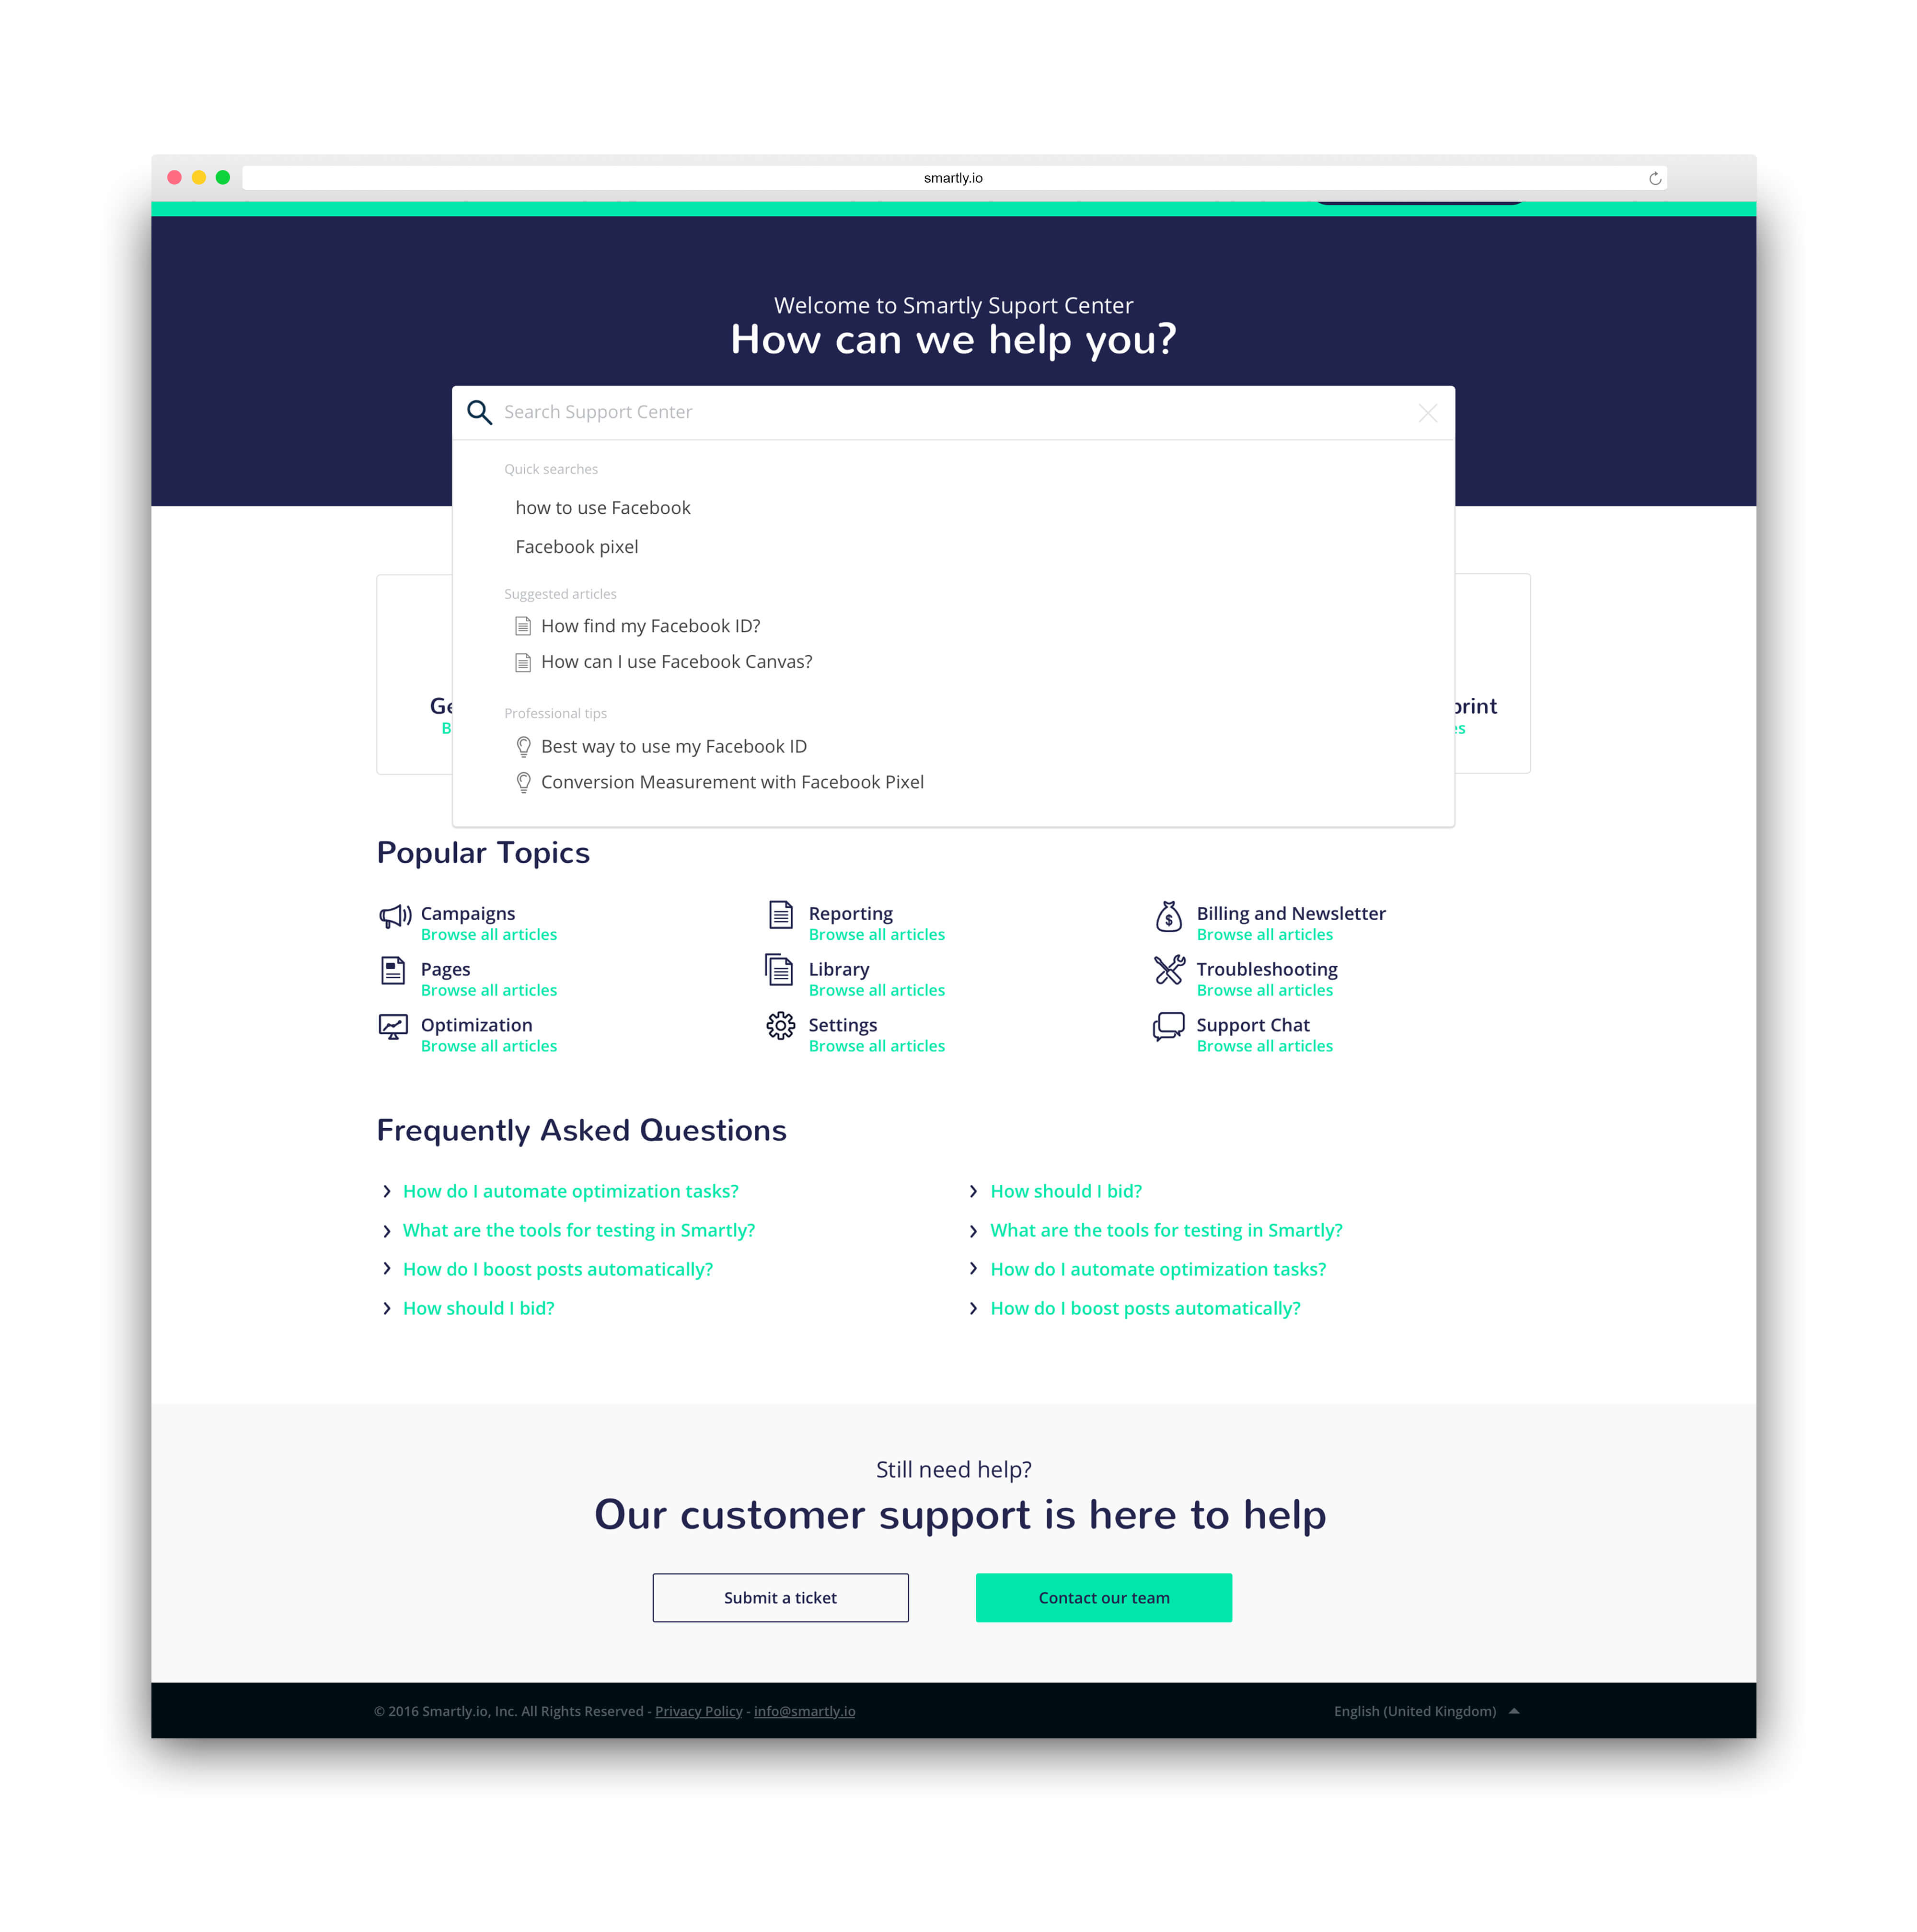 smartly.io
Welcome to Smartly Suport Center
How can we help you?
Search Support Center
Quick searches
how to use Facebook
Facebook pixel
Suggested articles
How find my Facebook ID?
How can I use Facebook Canvas?
Professional tips
Best way to use my Facebook ID
Conversion Measurement with Facebook Pixel
Popular Topics
Campaigns
Browse all articles
Reporting
Browse all articles
Billing and Newsletter
Browse all articles
Pages
Browse all articles
Library
Browse all articles
Troubleshooting
Browse all articles
Optimization
Browse all articles
Settings
Browse all articles
Support Chat
Browse all articles
Frequently Asked Questions
How do I automate optimization tasks?
What are the tools for testing in Smartly?
How do I boost posts automatically?
How should I bid?
How should I bid?
What are the tools for testing in Smartly?
How do I automate optimization tasks?
How do I boost posts automatically?
Still need help?
Our customer support is here to help
Submit a ticket
Contact our team
© 2016 Smartly.io, Inc. All Rights Reserved - Privacy Policy - info@smartly.io
English (United Kingdom)